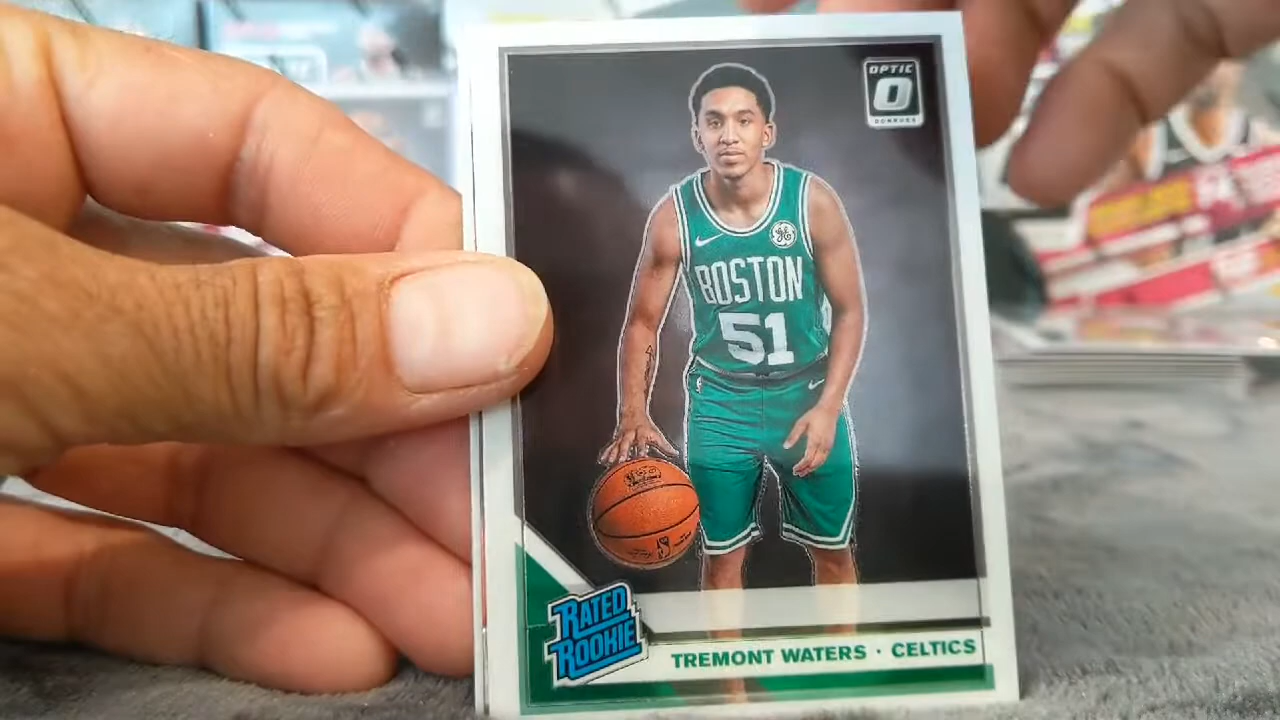 OPTIC
O
DONRUSS
BOSTON
51
RATED
ROOKIE
TREMONT WATERS · CELTICS